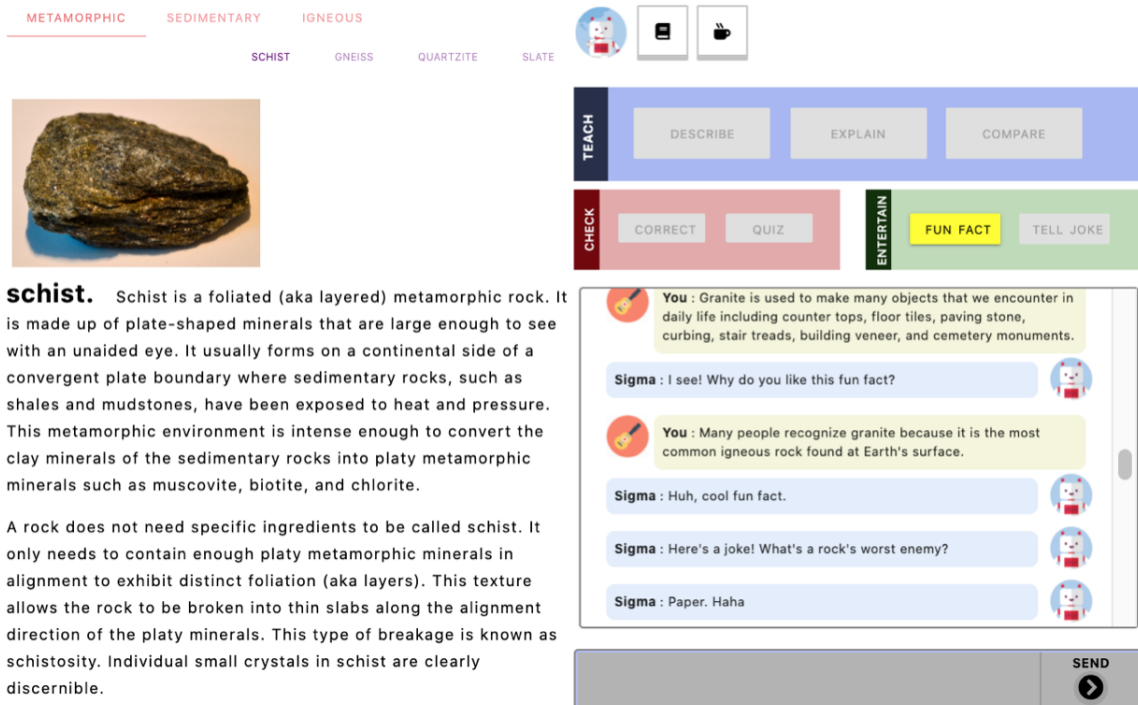 METAMORPHIC SEDIMENTARY IGNEOUS
SCHIST GNEISS QUARTZITE SLATE
schist. Schist is a foliated (aka layered) metamorphic rock. It
is made up of plate-shaped minerals that are large enough to see
with an unaided eye. It usually forms on a continental side of a
convergent plate boundary where sedimentary rocks, such as
shales and mudstones, have been exposed to heat and pressure.
This metamorphic environment is intense enough to convert the
clay minerals of the sedimentary rocks into platy metamorphic
minerals such as muscovite, biotite, and chlorite.
A rock does not need specific ingredients to be called schist. It
only needs to contain enough platy metamorphic minerals in
alignment to exhibit distinct foliation (aka layers). This texture
allows the rock to be broken into thin slabs along the alignment
direction of the platy minerals. This type of breakage is known as
schistosity. Individual small crystals in schist are clearly
discernible.
TEACH
DESCRIBE EXPLAIN COMPARE
CHECK
CORRECT QUIZ
ENTERTAIN
FUN FACT TELL JOKE
You : Granite is used to make many objects that we encounter in
daily life including counter tops, floor tiles, paving stone,
curbing, stair treads, building veneer, and cemetery monuments.
Sigma : I see! Why do you like this fun fact?
You : Many people recognize granite because it is the most
common igneous rock found at Earth's surface.
Sigma : Huh, cool fun fact.
Sigma : Here's a joke! What's a rock's worst enemy?
Sigma : Paper. Haha
SEND